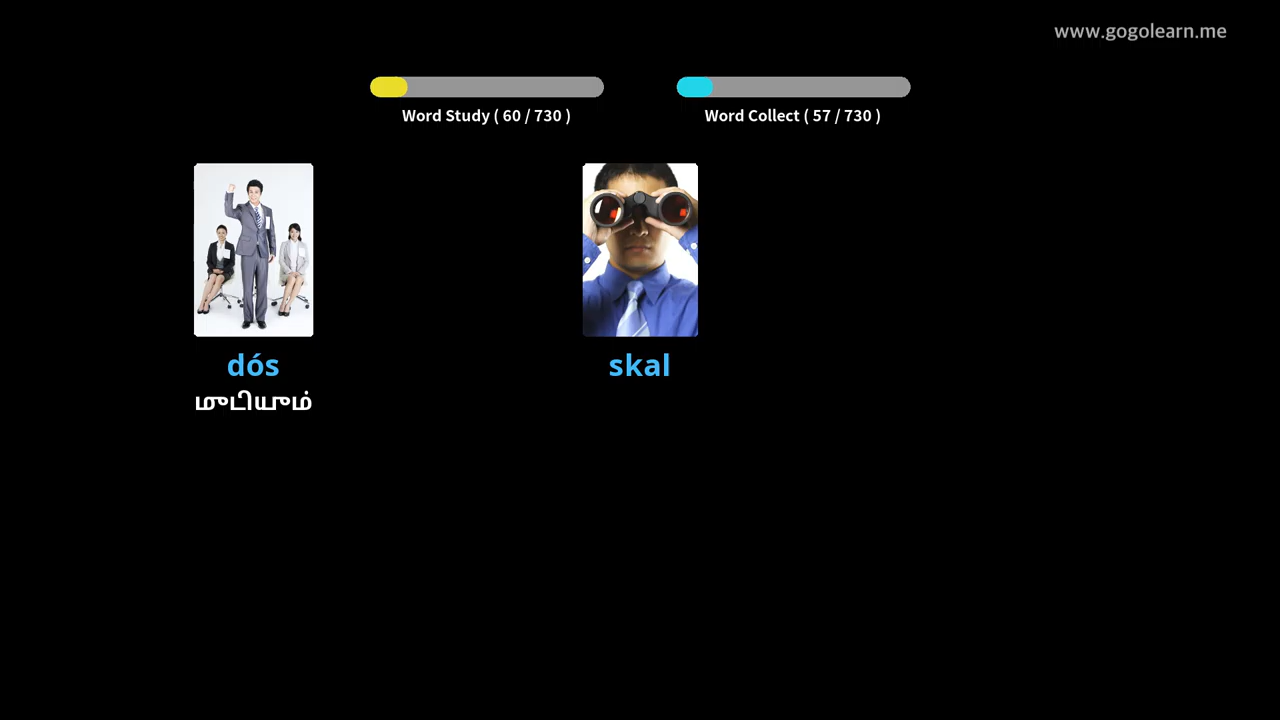 www.gogolearn.me
Word Study ( 60 / 730 )
Word Collect ( 57 / 730 )
dós
skal
முடியும்